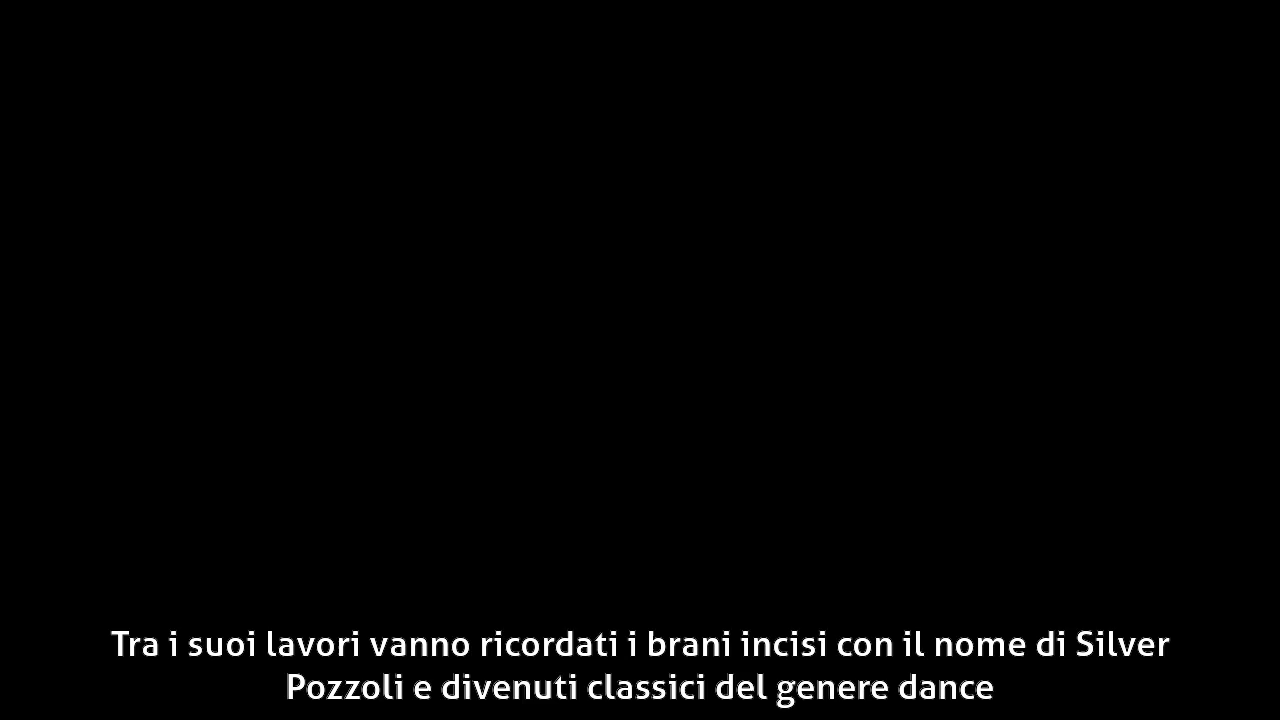 Tra i suoi lavori vanno ricordati i brani incisi con il nome di Silver
Pozzoli e divenuti classici del genere dance